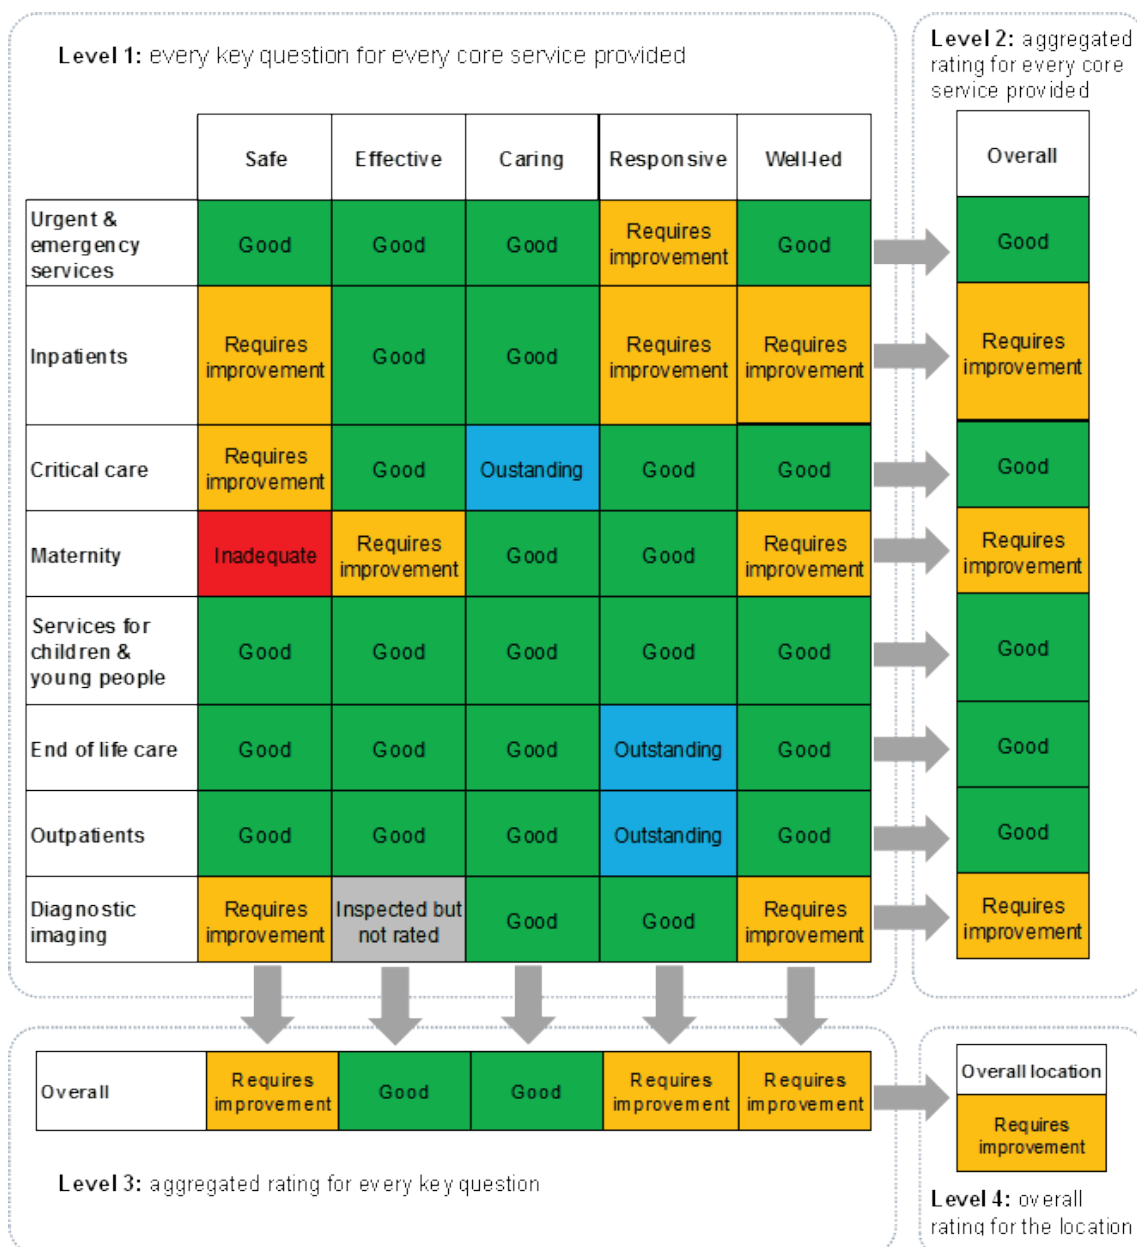 Level 1: every key question for every core service provided
Level 2: aggregated
rating for every core
service provided
Safe
Effective
Caring
Responsive
Well-led
Overall
Urgent &
emergency
services
Good
Good
Good
Requires
improvement
Good
Good
Inpatients
Requires
improvement
Good
Good
Requires
improvement
Requires
improvement
Requires
improvement
Critical care
Requires
improvement
Good
Oustanding
Good
Good
Good
Maternity
Inadequate
Requires
improvement
Good
Good
Requires
improvement
Requires
improvement
Services for
children &
young people
Good
Good
Good
Good
Good
Good
End of life care
Good
Good
Good
Outstanding
Good
Good
Outpatients
Good
Good
Good
Outstanding
Good
Good
Diagnostic
imaging
Requires
improvement
Inspected but
not rated
Good
Good
Requires
improvement
Requires
improvement
Overall
Requires
improvement
Good
Good
Requires
improvement
Requires
improvement
Overall location
Requires
improvement
Level 3: aggregated rating for every key question
Level 4: overall
rating for the location